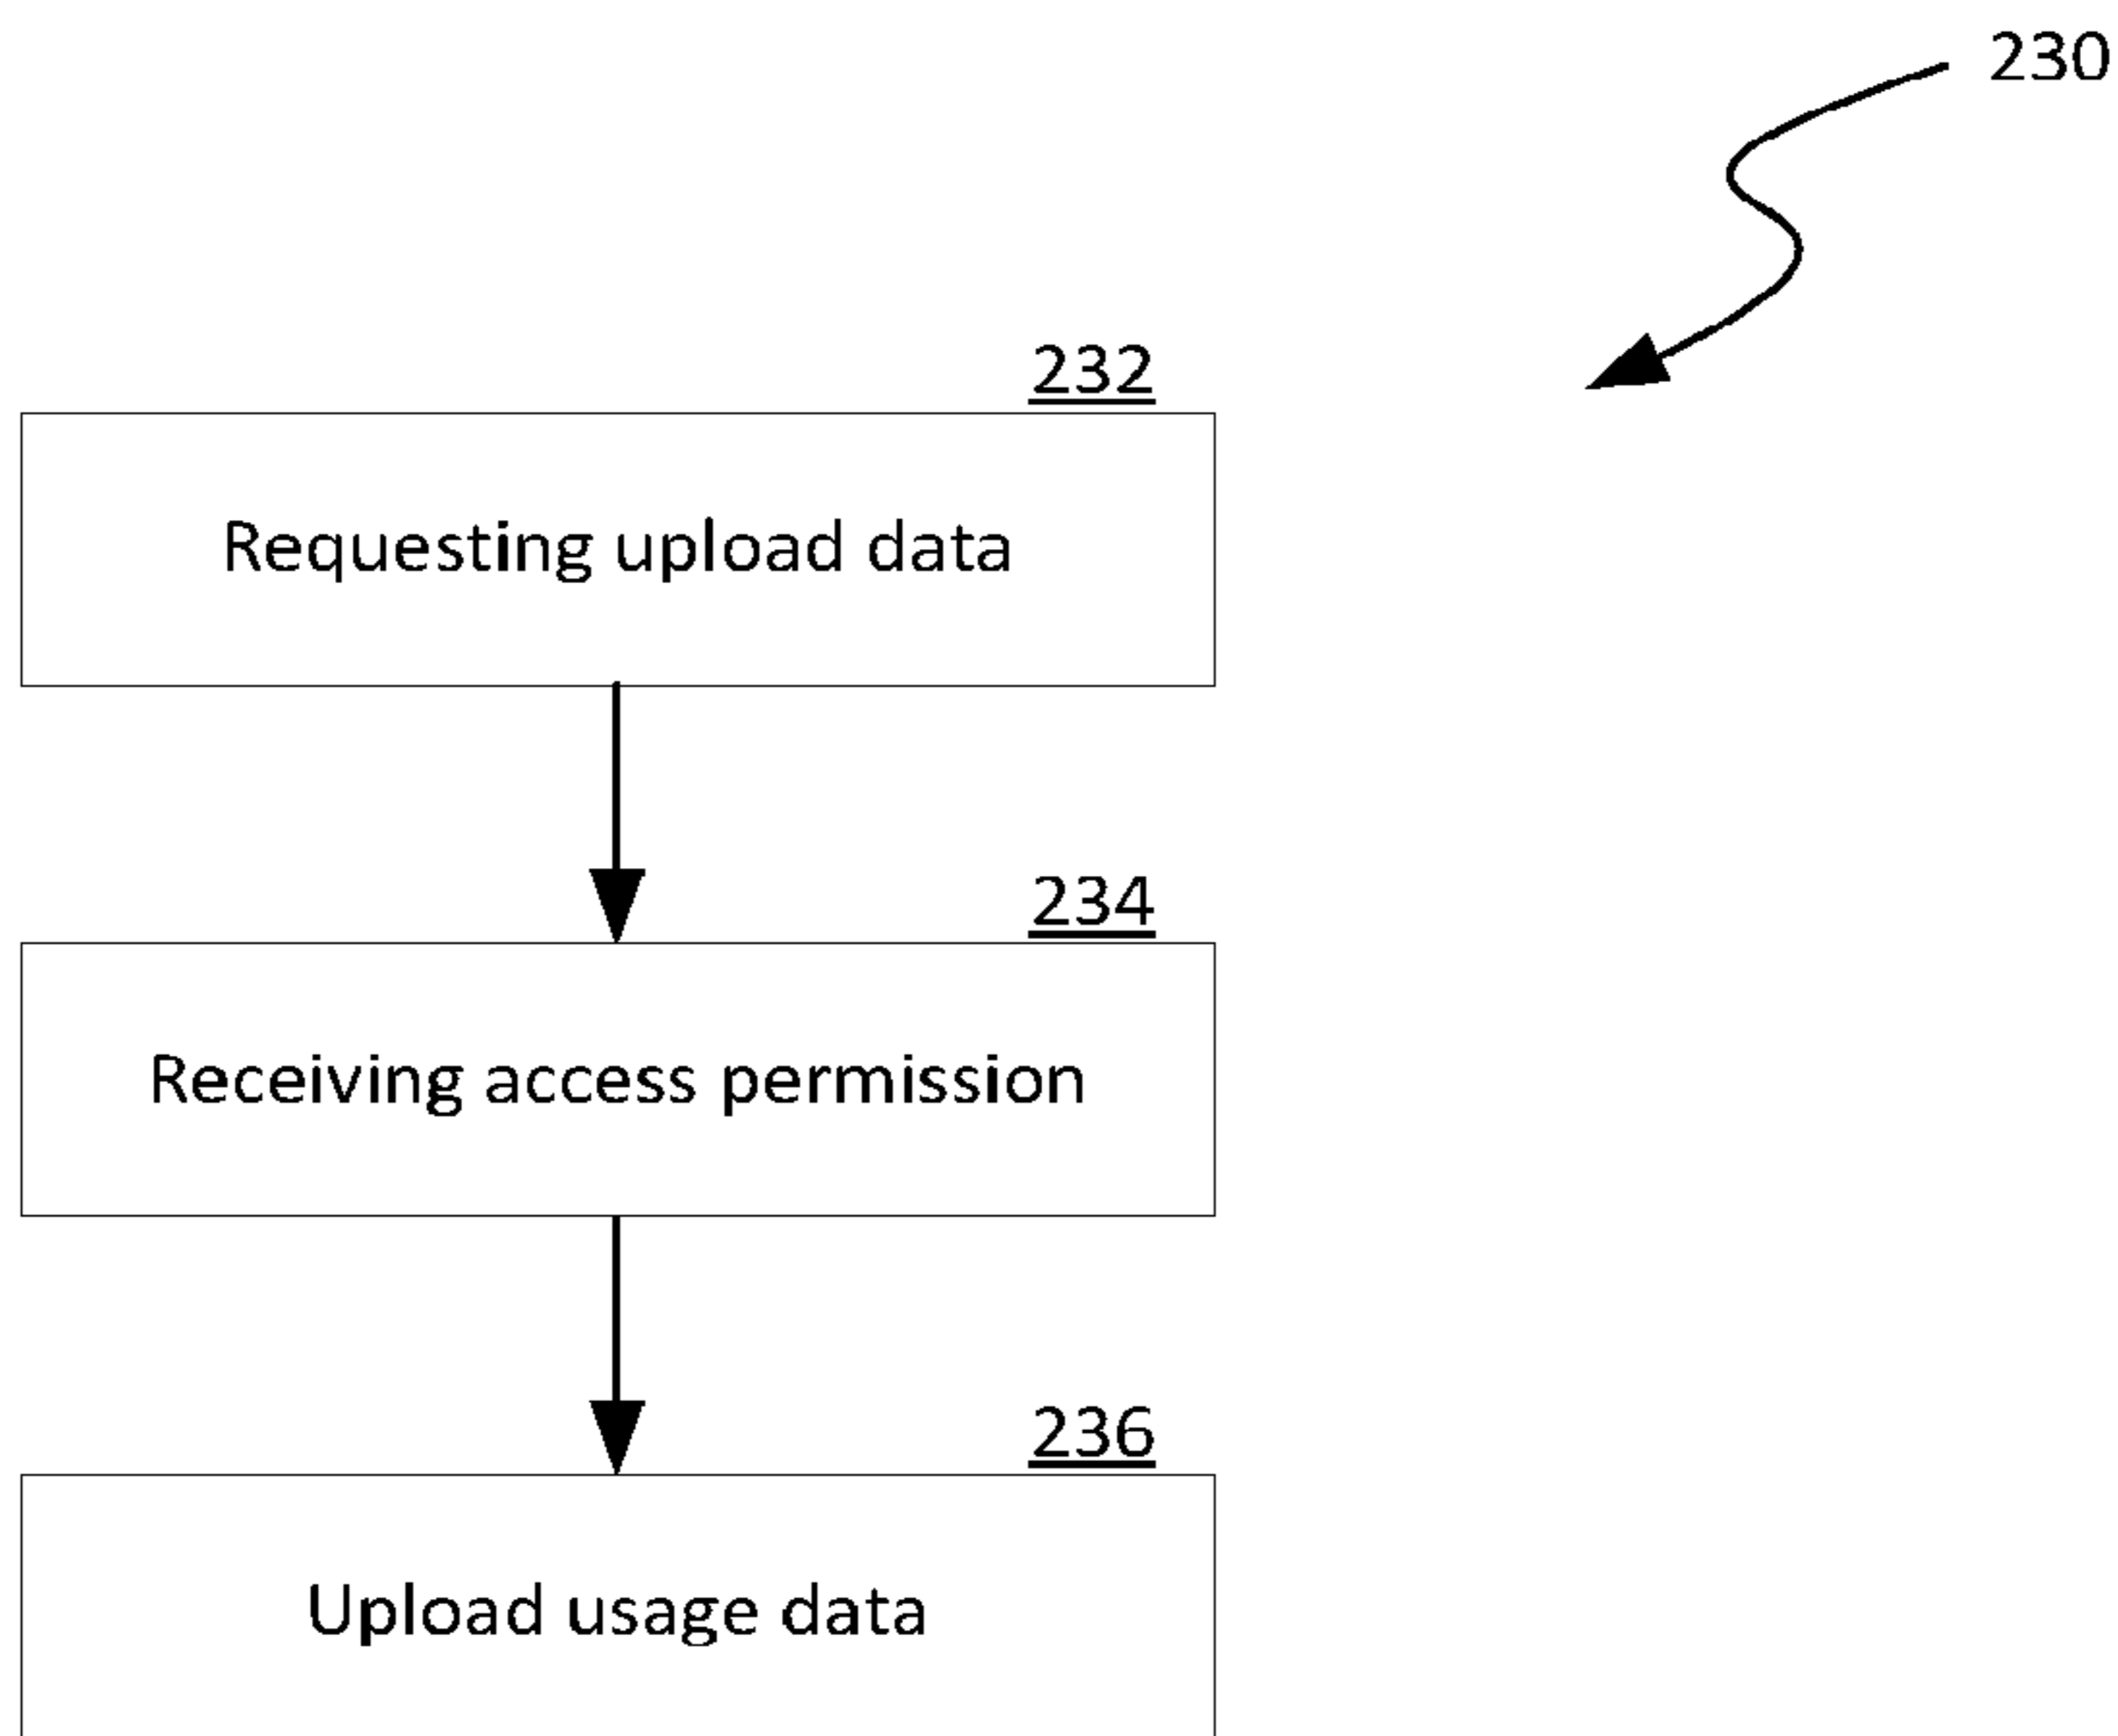 230
232
Requesting upload data
234
Receiving access permission
236
Upload usage data